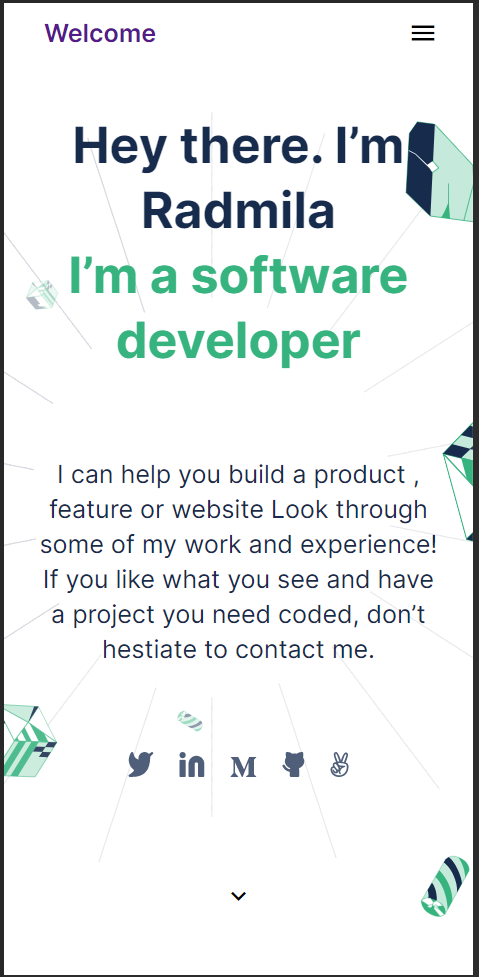 Welcome
Hey there. I’m
Radmila
I’m a software
developer
I can help you build a product ,
feature or website Look through
some of my work and experience!
If you like what you see and have
a project you need coded, don’t
hestiate to contact me.